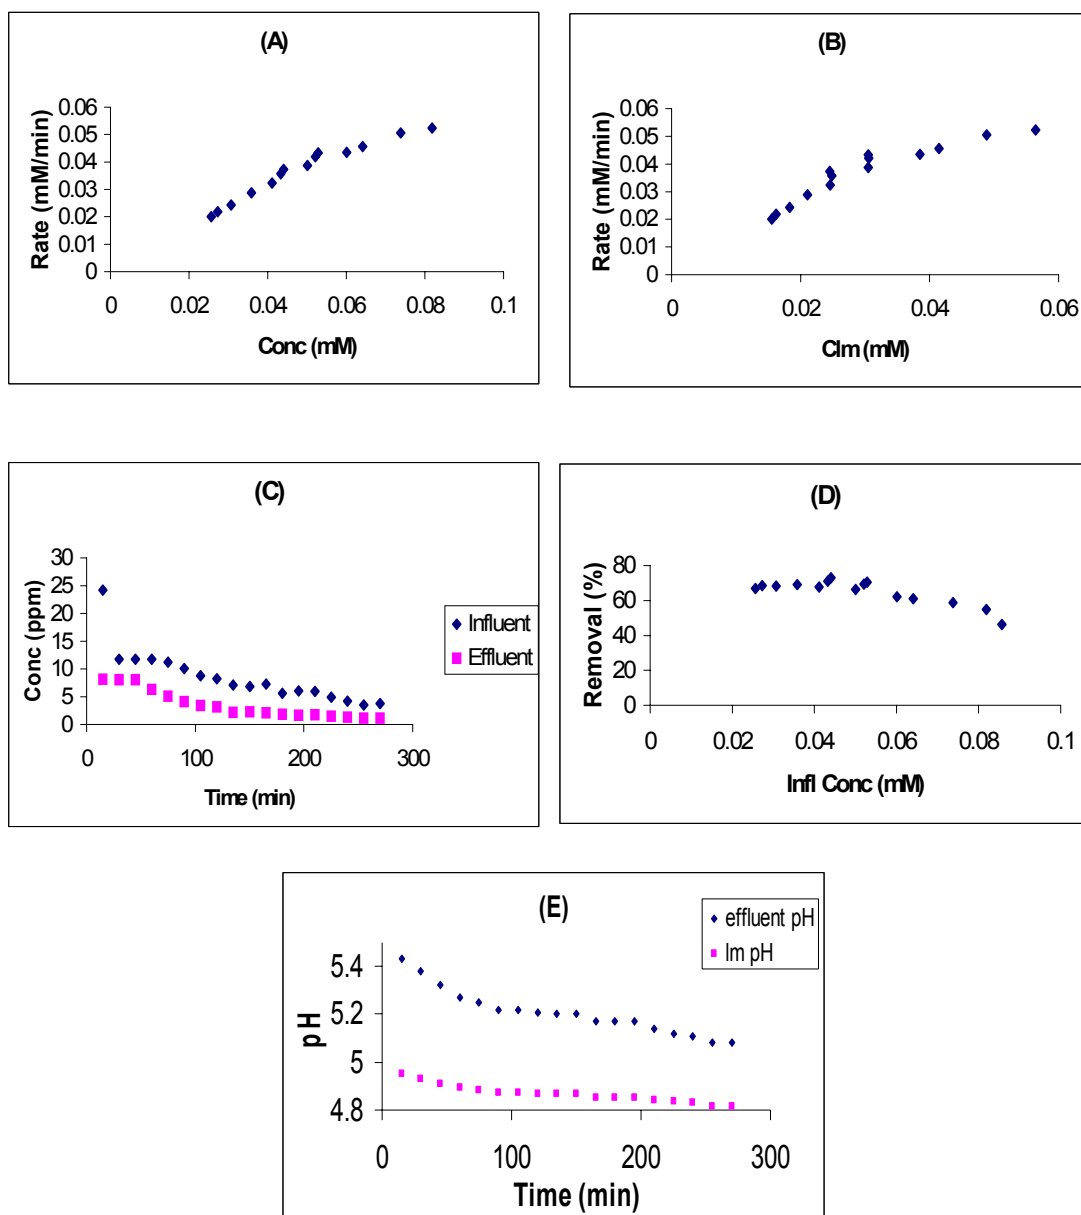 (A)
Rate (mM/min)
0.06
0.05
0.04
0.03
0.02
0.01
0
0 0.02 0.04 0.06 0.08 0.1
Conc (mM)
(B)
Rate (mM/min)
0.06
0.05
0.04
0.03
0.02
0.01
0
0 0.02 0.04 0.06
Clm (mM)
(C)
Conc (ppm)
30
25
20
15
10
5
0
0 100 200 300
Time (min)
Influent
Effluent
(D)
Removal (%)
80
60
40
20
0
0 0.02 0.04 0.06 0.08 0.1
Infl Conc (mM)
(E)
effluent pH
lm pH
pH
5.4
5.2
5
4.8
0 100 200 300
Time (min)